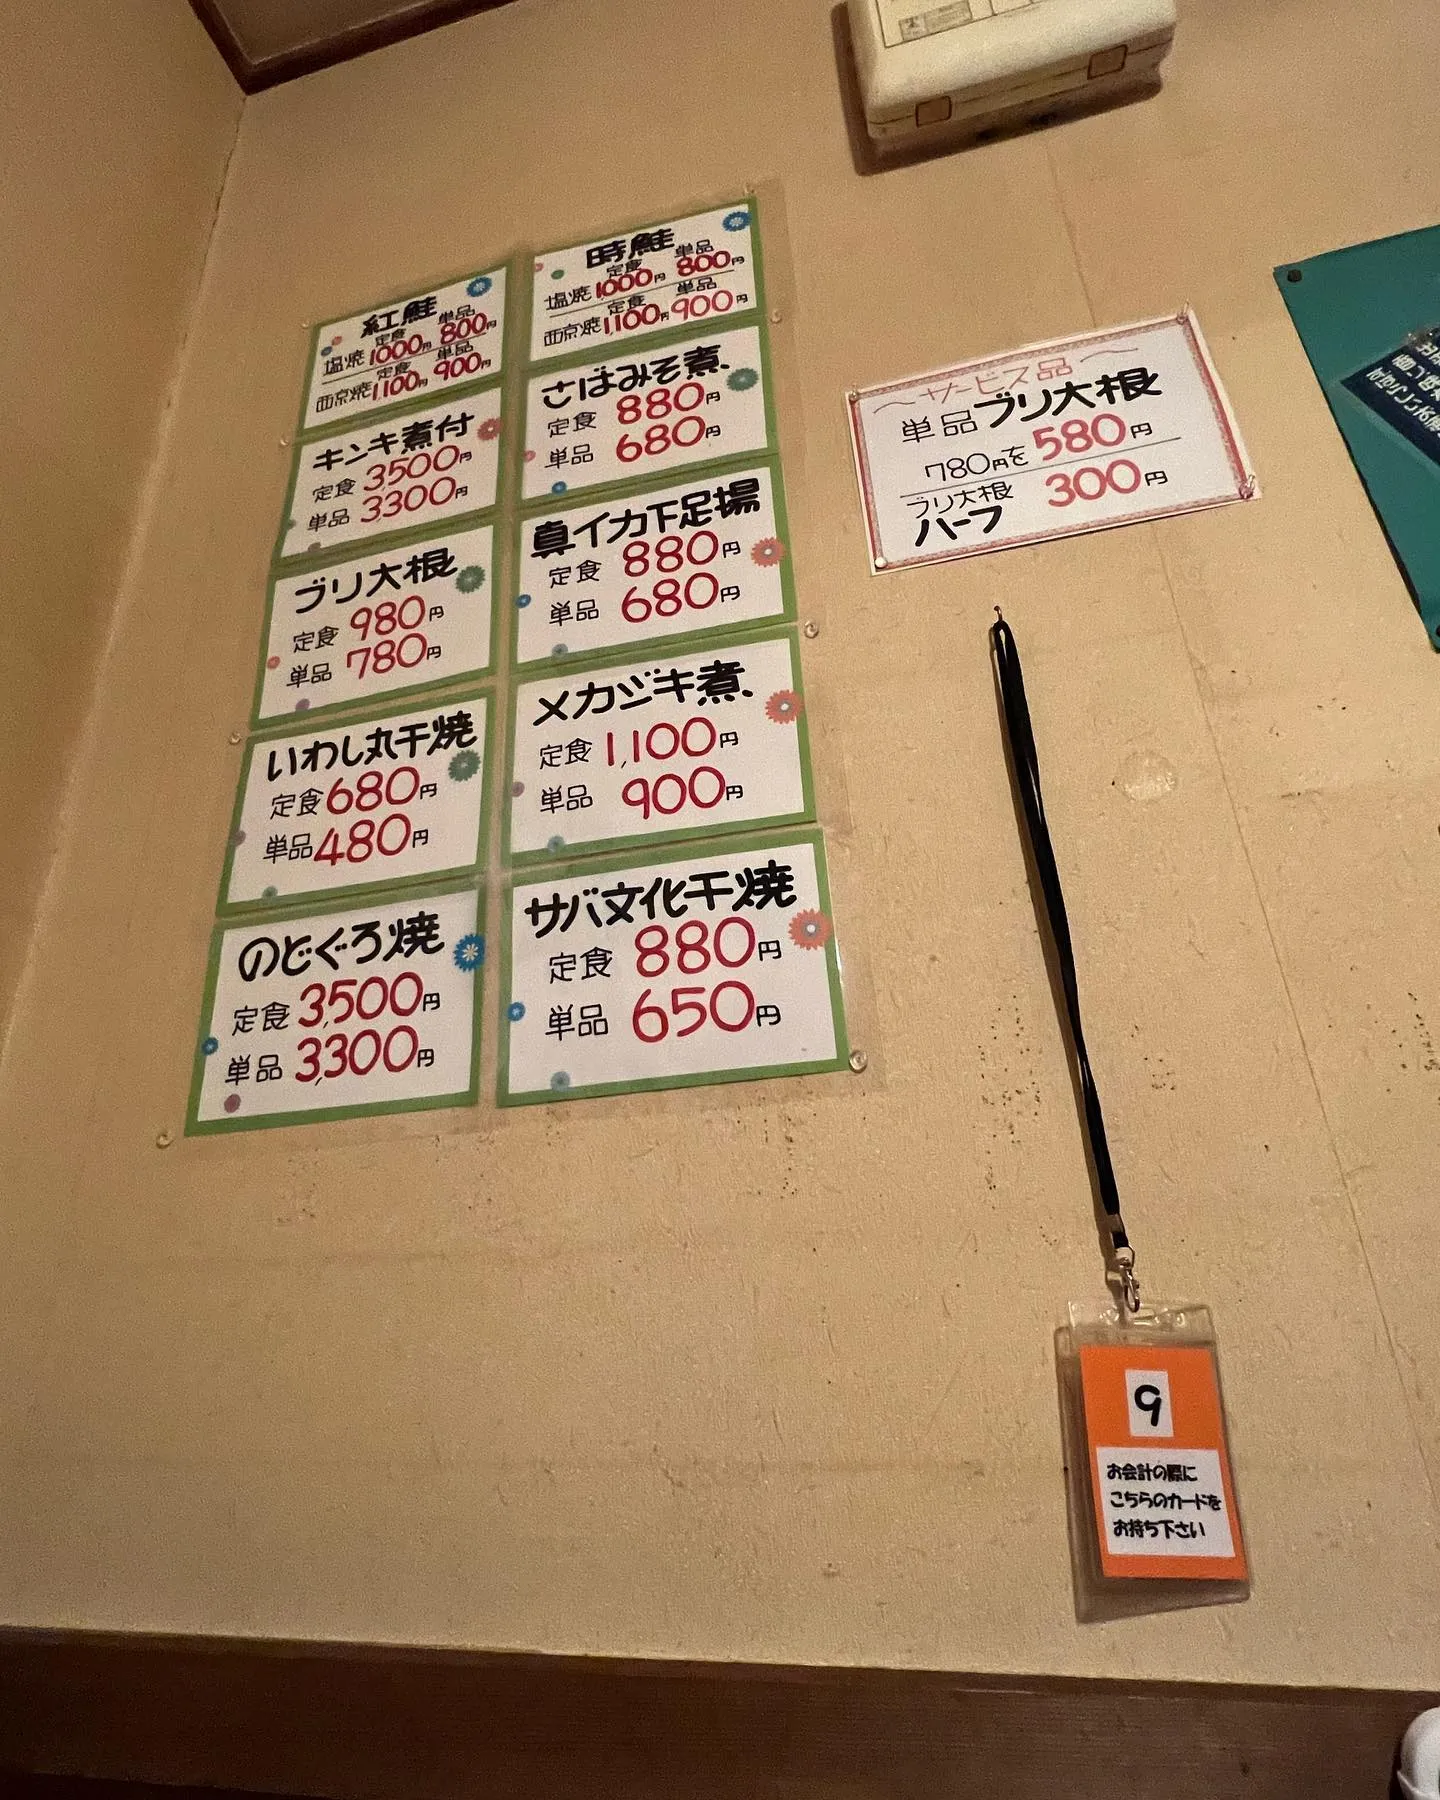 紅鮭
定食 単品
塩焼 1000円 800円
定食 単品
西京焼 1,100円 900円
キンキ煮付
定食 3,500円
単品 3,300円
ブリ大根
定食 980円
単品 780円
いわし丸干焼
定食 680円
単品 480円
のどぐろ焼
定食 3,500円
単品 3,300円
時鮭
定食 単品
塩焼 1000円 800円
定食 単品
西京焼 1,100円 900円
さばみそ煮
定食 880円
単品 680円
真イカ下足揚
定食 880円
単品 680円
メカジキ煮
定食 1,100円
単品 900円
サバ文化干焼
定食 880円
単品 650円
〜サービス品〜
単品ブリ大根
780円を580円
ブリ大根
ハーフ 300円
9
お会計の際に
こちらのカードを
お持ち下さい